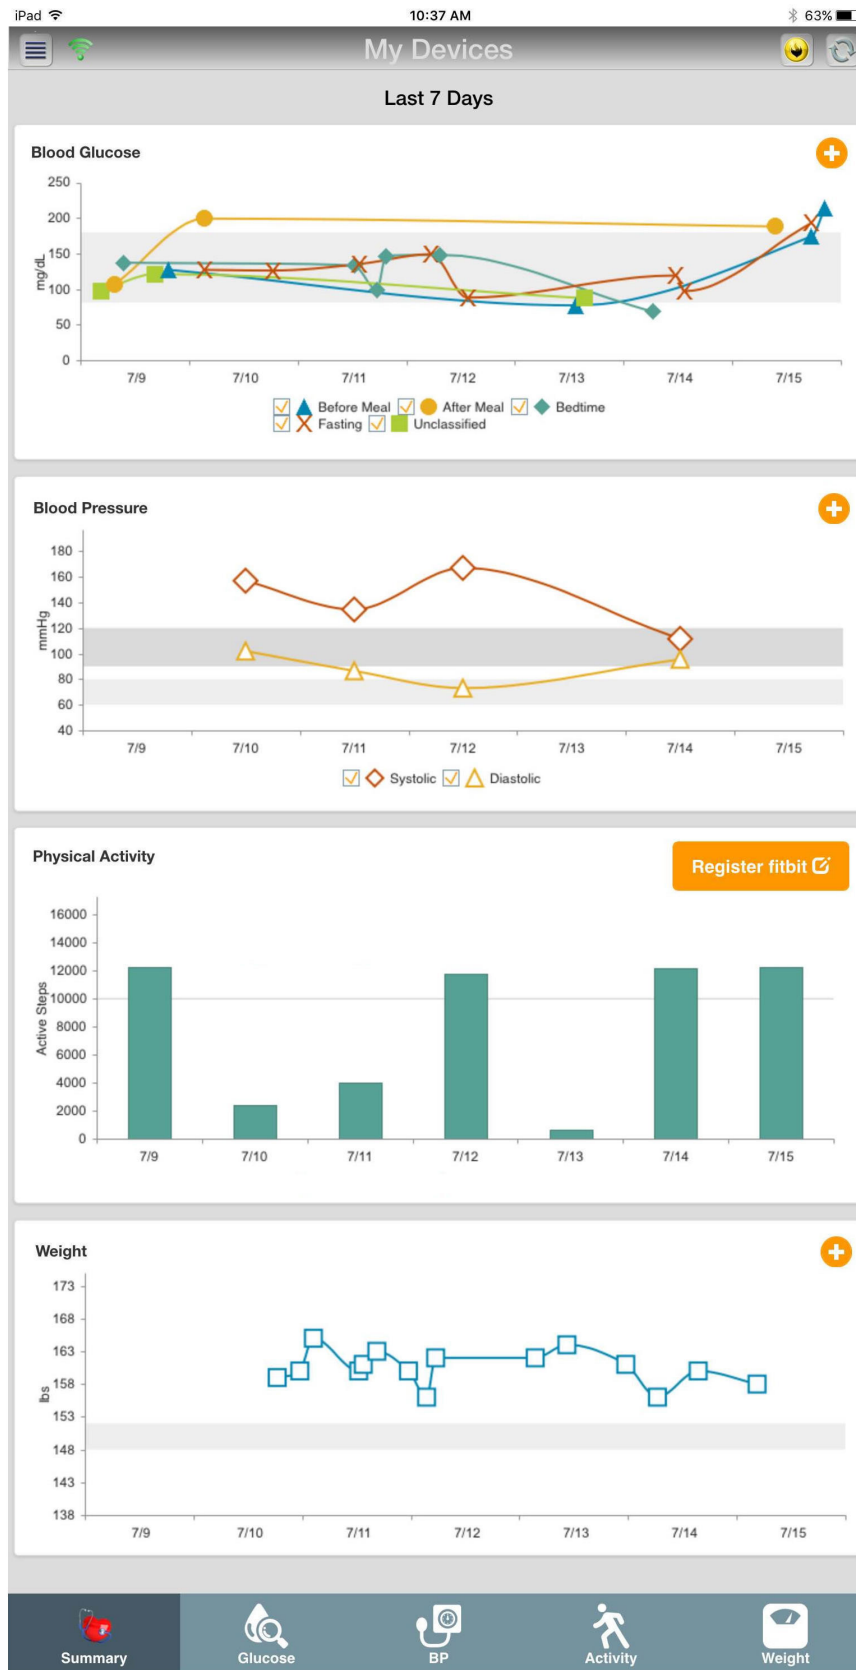 iPad 10:37 AM 63%
My Devices
Last 7 Days
Blood Glucose
250
200
150
100
50
0
mg/dL
7/9 7/10 7/11 7/12 7/13 7/14 7/15
Before Meal After Meal Bedtime
Fasting Unclassified
Blood Pressure
180
160
140
120
100
80
60
40
mmHg
7/9 7/10 7/11 7/12 7/13 7/14 7/15
Systolic Diastolic
Physical Activity
Register fitbit
16000
14000
12000
10000
8000
6000
4000
2000
0
Active Steps
7/9 7/10 7/11 7/12 7/13 7/14 7/15
Weight
173
168
163
158
153
148
143
138
lbs
7/9 7/10 7/11 7/12 7/13 7/14 7/15
Summary Glucose BP Activity Weight